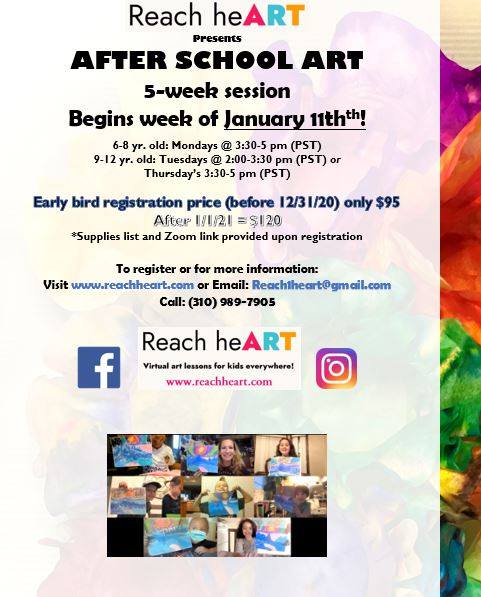 Reach heART
Presents
AFTER SCHOOL ART
5-week session
Begins week of January 11thth!
6-8 yr. old: Mondays @ 3:30-5 pm (PST)
9-12 yr. old: Tuesdays @ 2:00-3:30 pm (PST) or
Thursday's 3:30-5 pm (PST)
Early bird registration price (before 12/31/20) only $95
After 1/1/21 = $120
*Supplies list and Zoom link provided upon registration
To register or for more information:
Visit www.reachheart.com or Email: Reach1heart@gmail.com
Call: (310) 989-7905
Reach heART
Virtual art lessons for kids everywhere!
www.reachheart.com